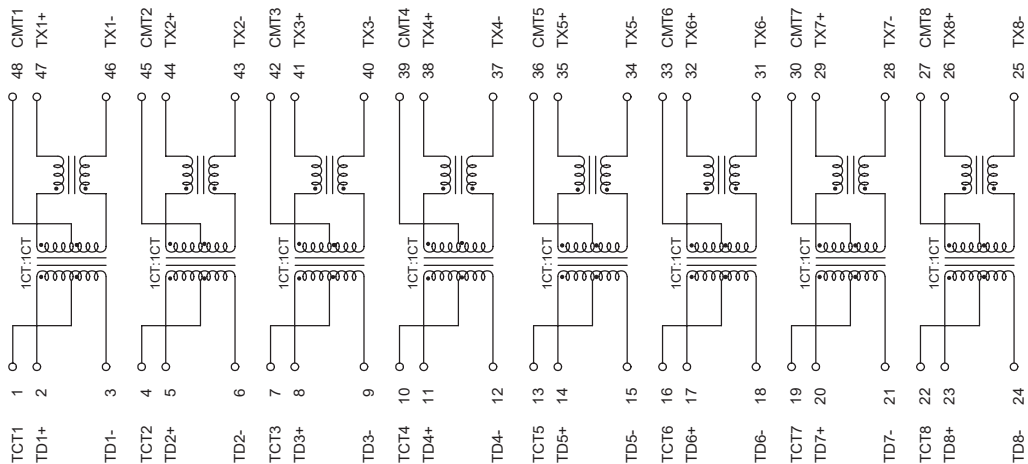 48 CMT1
47 TX1+
46 TX1-
45 CMT2
44 TX2+
43 TX2-
42 CMT3
41 TX3+
40 TX3-
39 CMT4
38 TX4+
37 TX4-
36 CMT5
35 TX5+
34 TX5-
33 CMT6
32 TX6+
31 TX6-
30 CMT7
29 TX7+
28 TX7-
27 CMT8
26 TX8+
25 TX8-
1CT:1CT
1CT:1CT
1CT:1CT
1CT:1CT
1CT:1CT
1CT:1CT
1CT:1CT
1CT:1CT
TCT1 1
TD1+ 2
TD1- 3
TCT2 4
TD2+ 5
TD2- 6
TCT3 7
TD3+ 8
TD3- 9
TCT4 10
TD4+ 11
TD4- 12
TCT5 13
TD5+ 14
TD5- 15
TCT6 16
TD6+ 17
TD6- 18
TCT7 19
TD7+ 20
TD7- 21
TCT8 22
TD8+ 23
TD8- 24